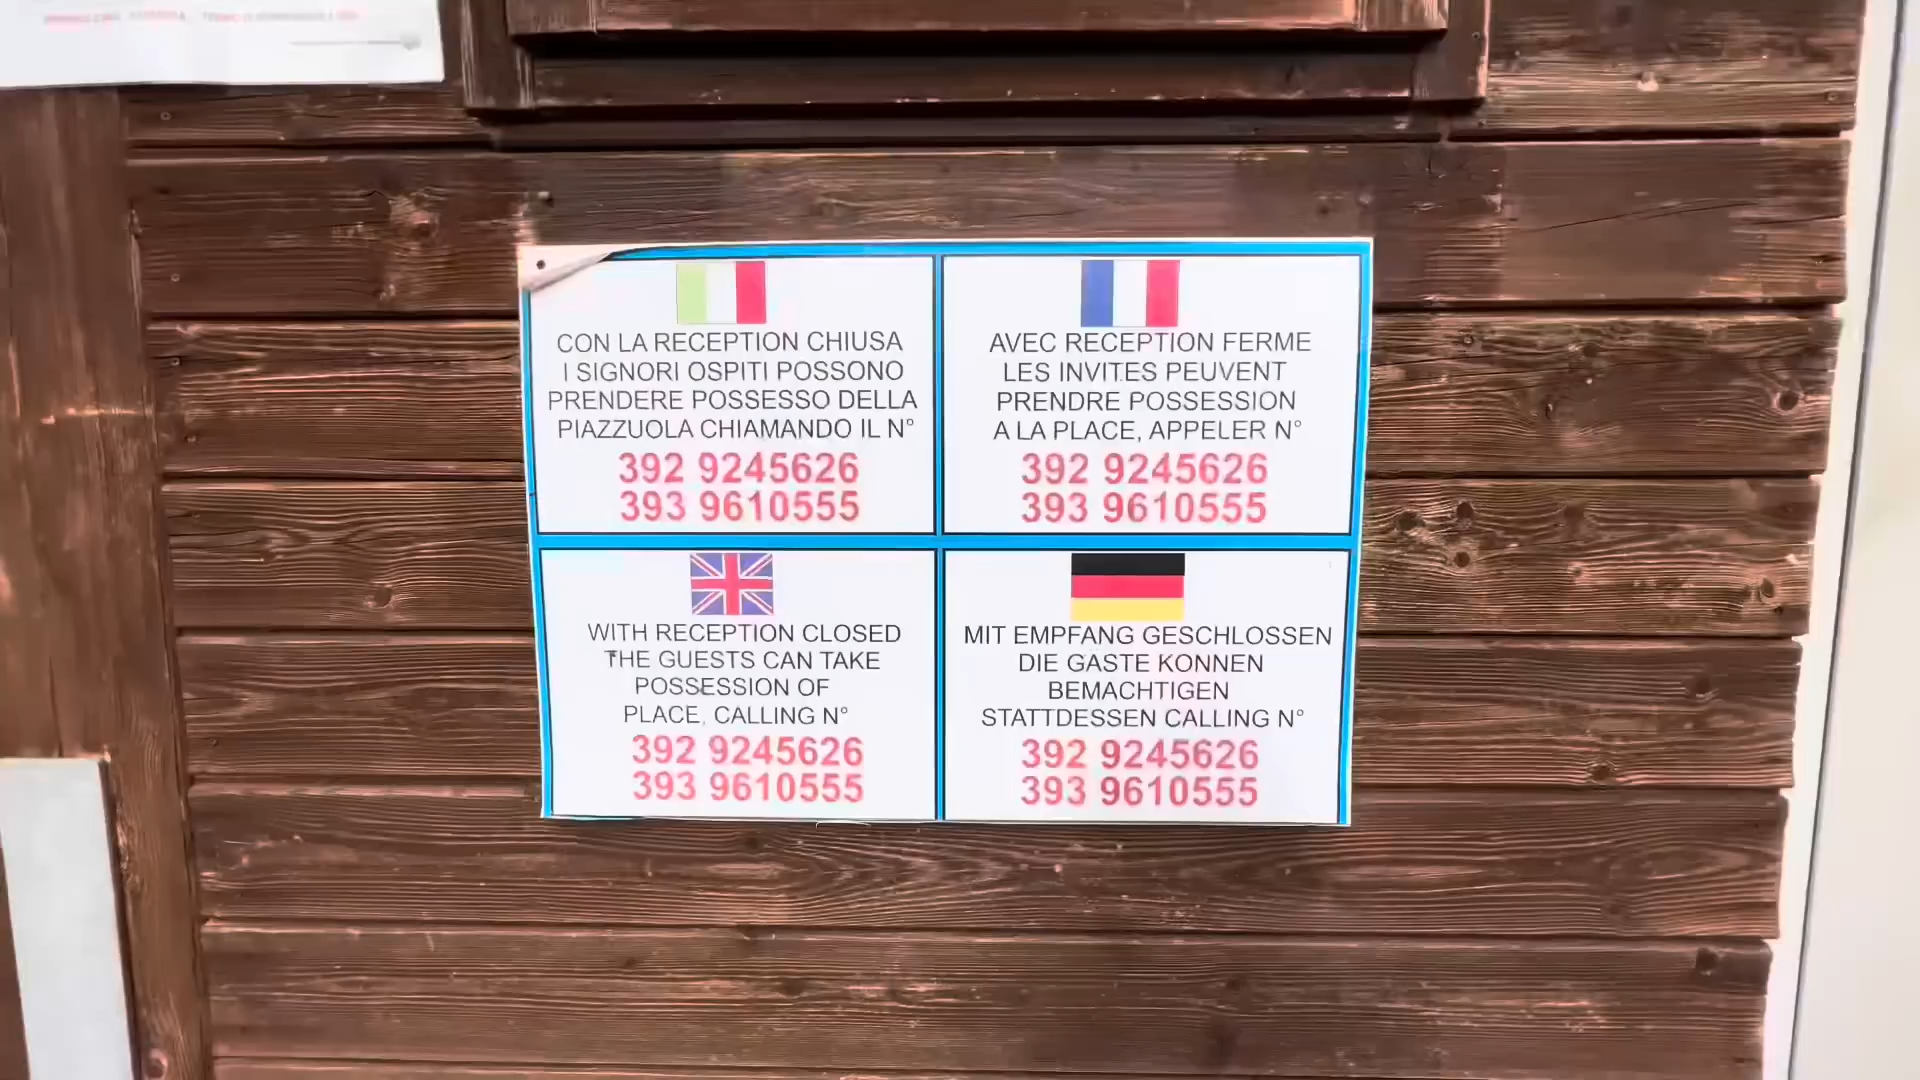 CON LA RECEPTION CHIUSA
I SIGNORI OSPITI POSSONO
PRENDERE POSSESSO DELLA
PIAZZUOLA CHIAMANDO IL N°
392 9245626
393 9610555
AVEC RECEPTION FERME
LES INVITES PEUVENT
PRENDRE POSSESSION
A LA PLACE, APPELER N°
392 9245626
393 9610555
WITH RECEPTION CLOSED
THE GUESTS CAN TAKE
POSSESSION OF
PLACE, CALLING N°
392 9245626
393 9610555
MIT EMPFANG GESCHLOSSEN
DIE GASTE KONNEN
BEMACHTIGEN
STATTDESSEN CALLING N°
392 9245626
393 9610555